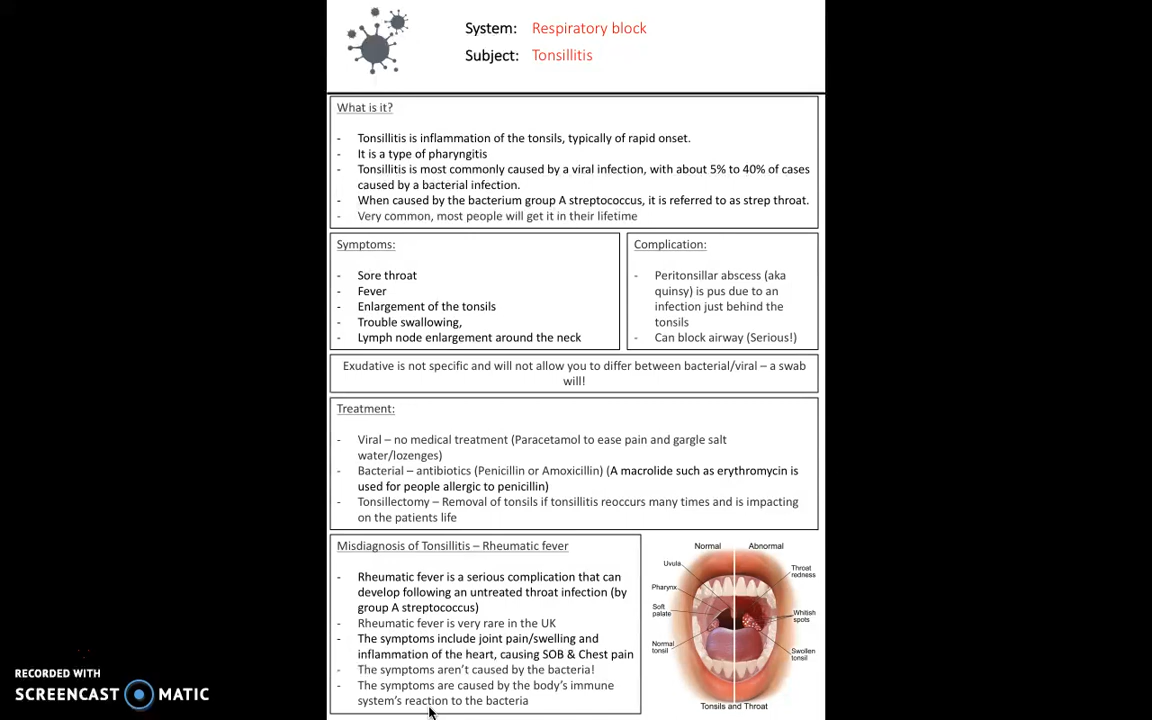 System: Respiratory block
Subject: Tonsillitis
What is it?
- Tonsillitis is inflammation of the tonsils, typically of rapid onset.
- It is a type of pharyngitis
- Tonsillitis is most commonly caused by a viral infection, with about 5% to 40% of cases
caused by a bacterial infection.
- When caused by the bacterium group A streptococcus, it is referred to as strep throat.
- Very common, most people will get it in their lifetime
Symptoms:
- Sore throat
- Fever
- Enlargement of the tonsils
- Trouble swallowing,
- Lymph node enlargement around the neck
Complication:
- Peritonsillar abscess (aka
quinsy) is pus due to an
infection just behind the
tonsils
- Can block airway (Serious!)
Exudative is not specific and will not allow you to differ between bacterial/viral – a swab
will!
Treatment:
- Viral – no medical treatment (Paracetamol to ease pain and gargle salt
water/lozenges)
- Bacterial – antibiotics (Penicillin or Amoxicillin) (A macrolide such as erythromycin is
used for people allergic to penicillin)
- Tonsillectomy – Removal of tonsils if tonsillitis reoccurs many times and is impacting
on the patients life
Misdiagnosis of Tonsillitis – Rheumatic fever
- Rheumatic fever is a serious complication that can
develop following an untreated throat infection (by
group A streptococcus)
- Rheumatic fever is very rare in the UK
- The symptoms include joint pain/swelling and
inflammation of the heart, causing SOB & Chest pain
- The symptoms aren't caused by the bacteria!
- The symptoms are caused by the body's immune
system's reaction to the bacteria
Normal
Abnormal
Uvula
Pharynx
Soft
palate
Normal
tonsil
Throat
redness
Whitish
spots
Swollen
tonsil
Tonsils and Throat
RECORDED WITH
SCREENCAST MATIC